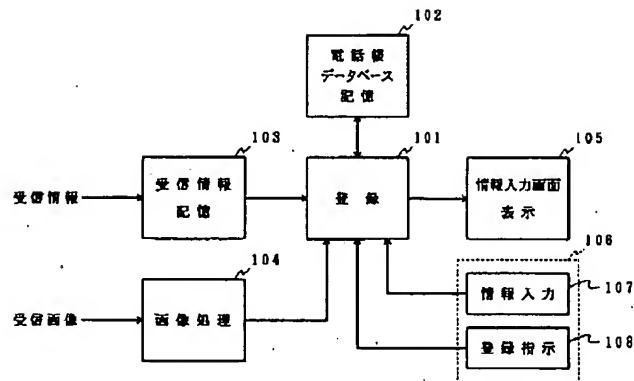 102
電話帳
データベース
記憶
103
101
105
受信情報
受信情報
記憶
登録
情報入力画面
表示
106
104
情報入力
107
受信画像
画像処理
登録指示
108